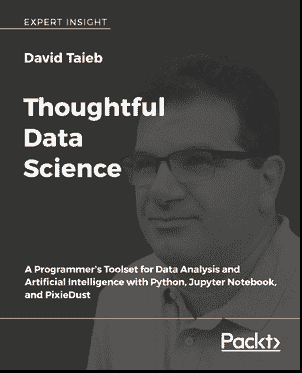 EXPERT INSIGHT
David Taieb
Thoughtful
Data
Science
A Programmer's Toolset for Data Analysis and
Artificial Intelligence with Python, Jupyter Notebook,
and PixieDust
Packt>